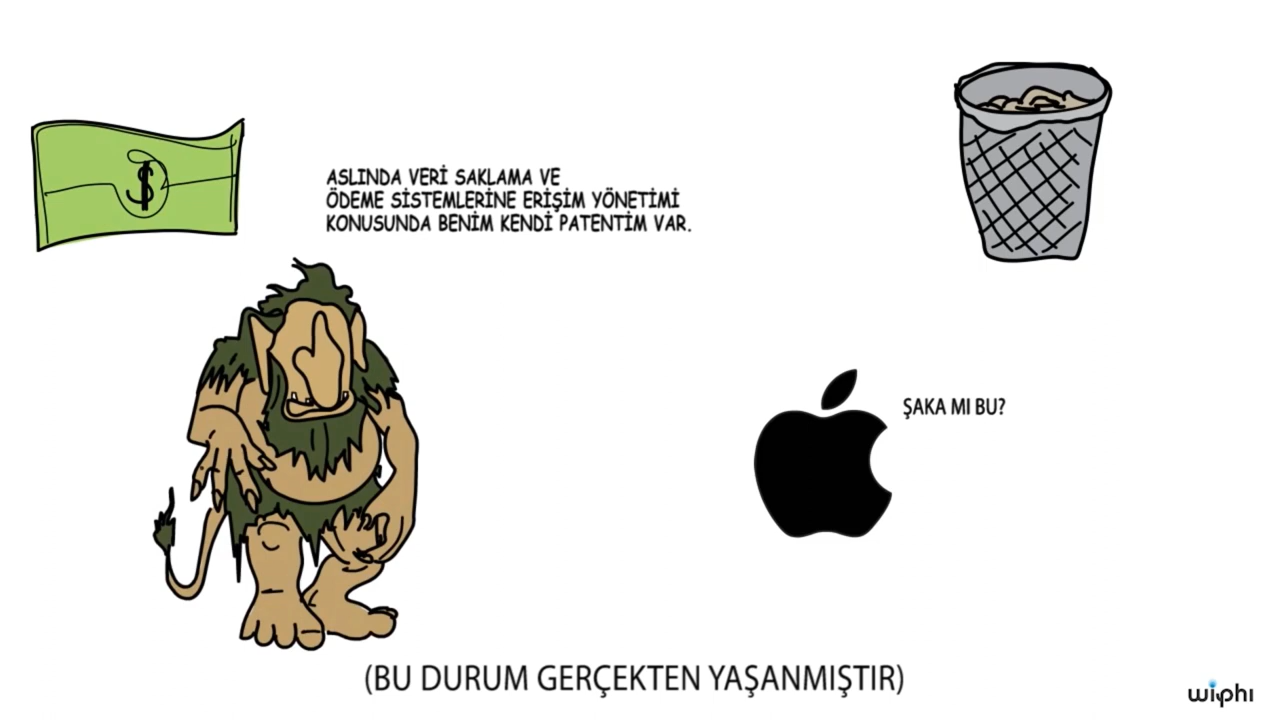 ASLINDA VERİ SAKLAMA VE
ÖDEME SİSTEMLERİNE ERİŞİM YÖNETİMİ
KONUSUNDA BENİM KENDİ PATENTİM VAR.
ŞAKA MI BU?
(BU DURUM GERÇEKTEN YAŞANMIŞTIR)
wiphi